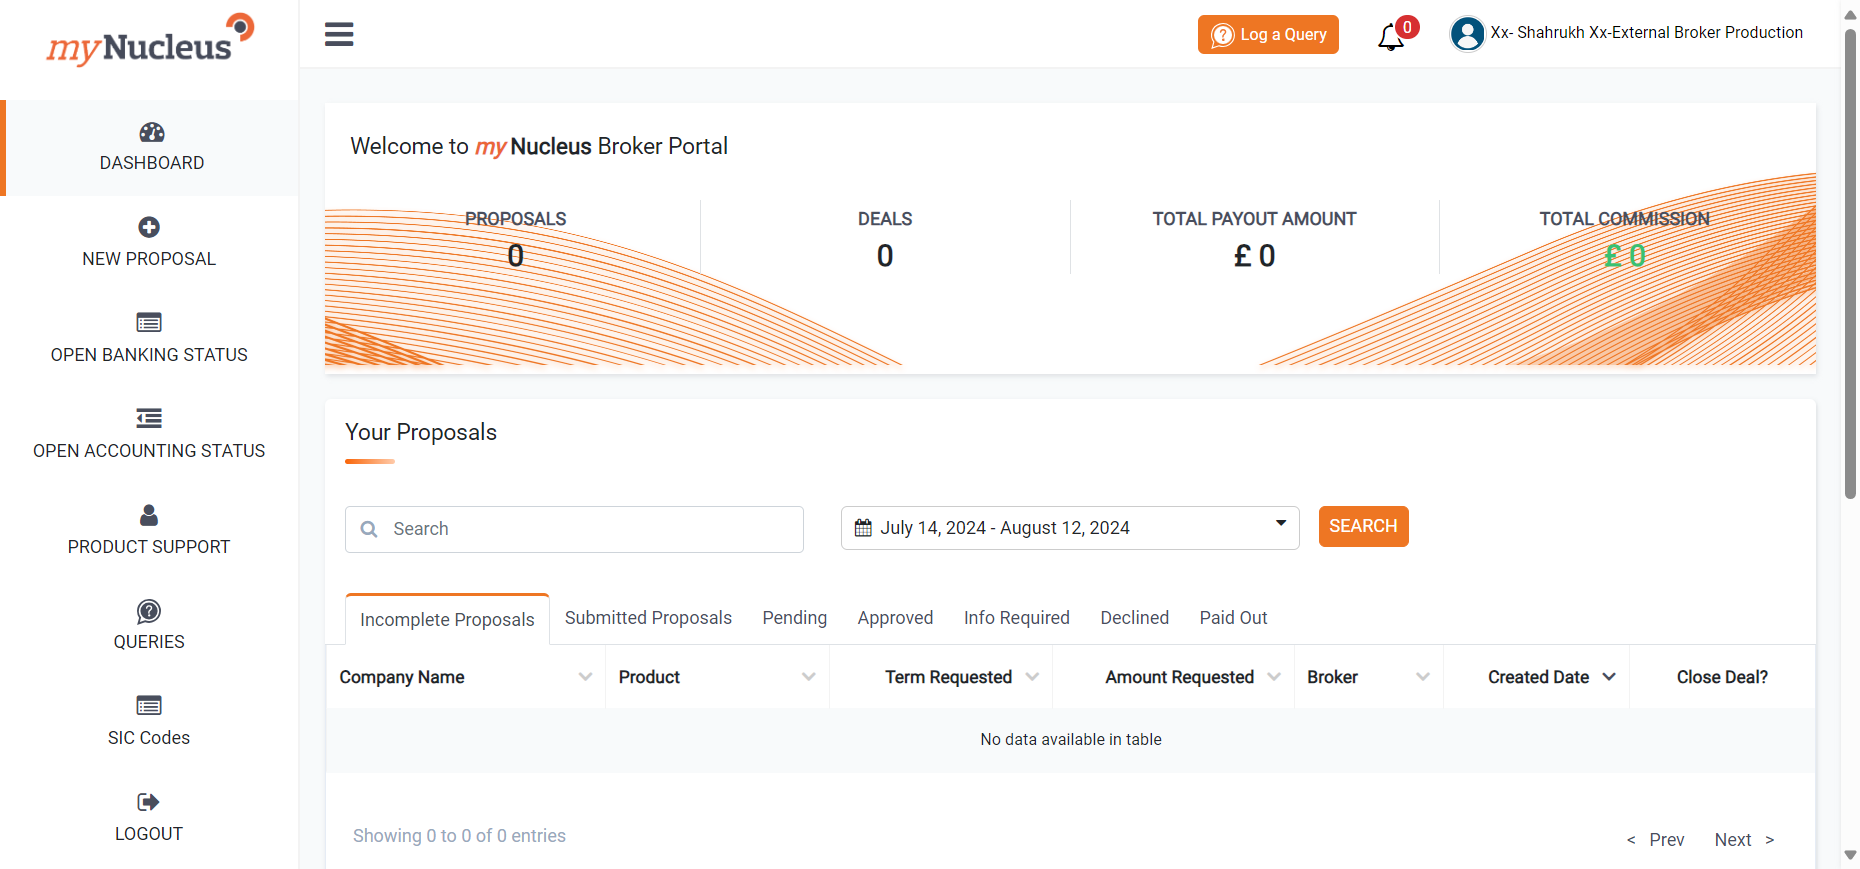 myNucleus
Log a Query
0
Xx- Shahrukh Xx-External Broker Production
DASHBOARD
NEW PROPOSAL
OPEN BANKING STATUS
OPEN ACCOUNTING STATUS
PRODUCT SUPPORT
QUERIES
SIC Codes
LOGOUT
Welcome to my Nucleus Broker Portal
PROPOSALS
0
DEALS
0
TOTAL PAYOUT AMOUNT
£ 0
TOTAL COMMISSION
£ 0
Your Proposals
Search
July 14, 2024 - August 12, 2024
SEARCH
Incomplete Proposals Submitted Proposals Pending Approved Info Required Declined Paid Out
Company Name Product Term Requested Amount Requested Broker Created Date Close Deal?
No data available in table
Showing 0 to 0 of 0 entries
< Prev Next >